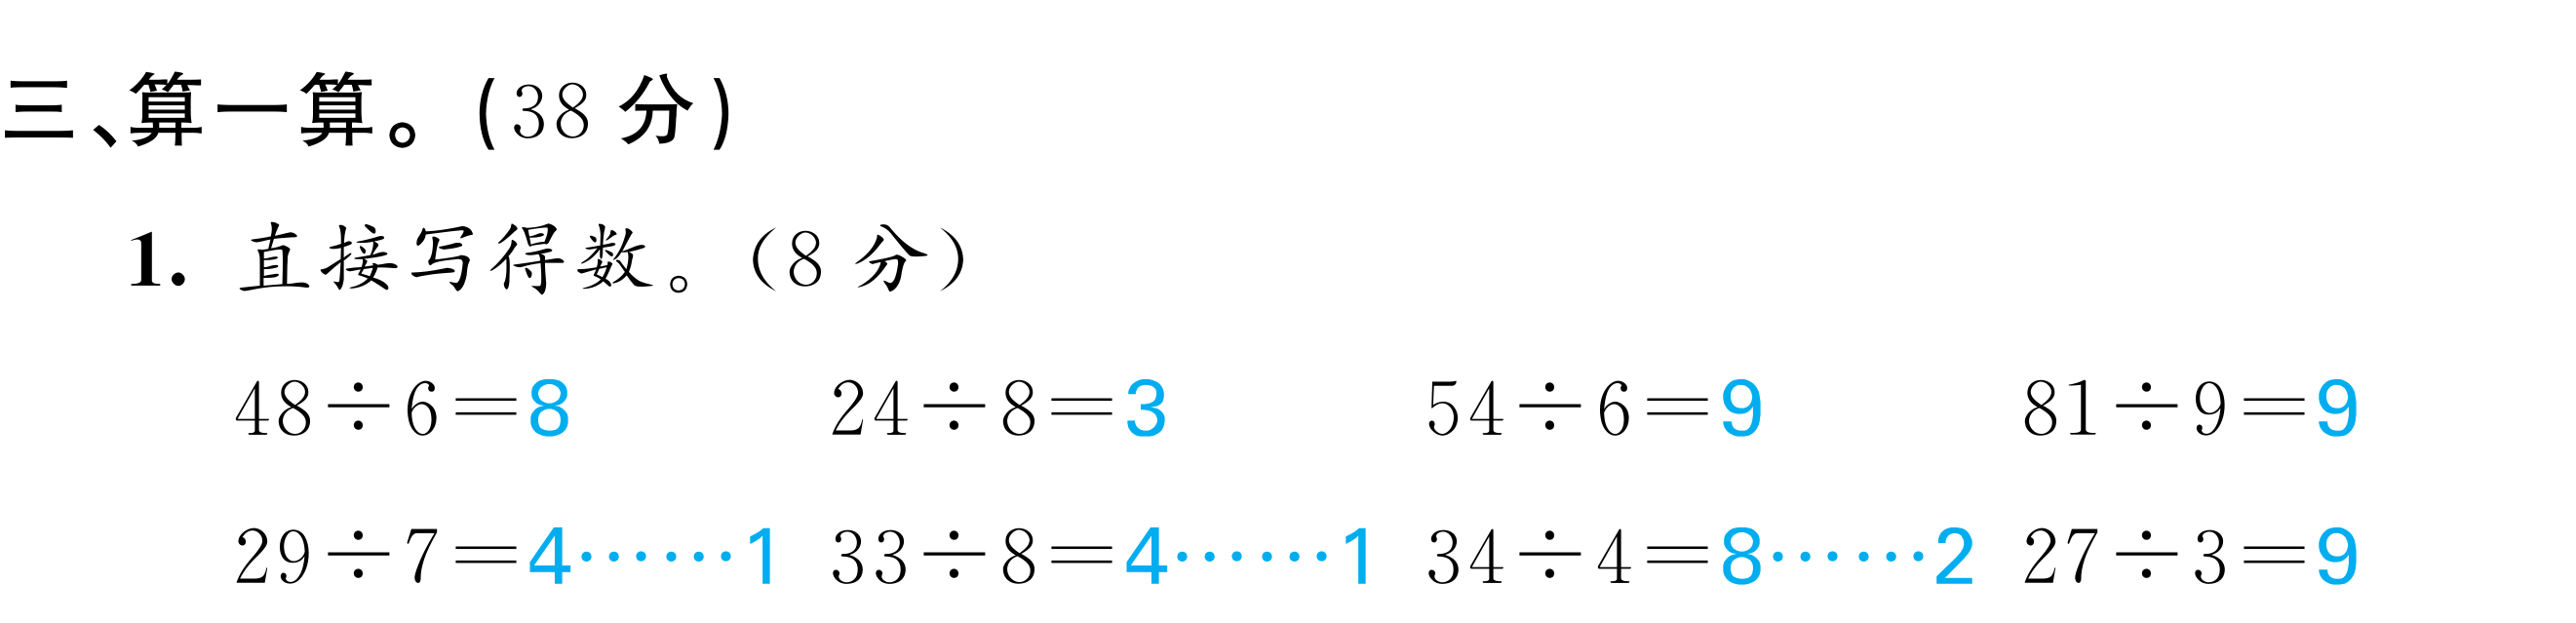 三、算一算。(38 分)
1. 直接写得数。(8 分)
48÷6=8 24÷8=3 54÷6=9 81÷9=9
29÷7=4……1 33÷8=4……1 34÷4=8……2 27÷3=9